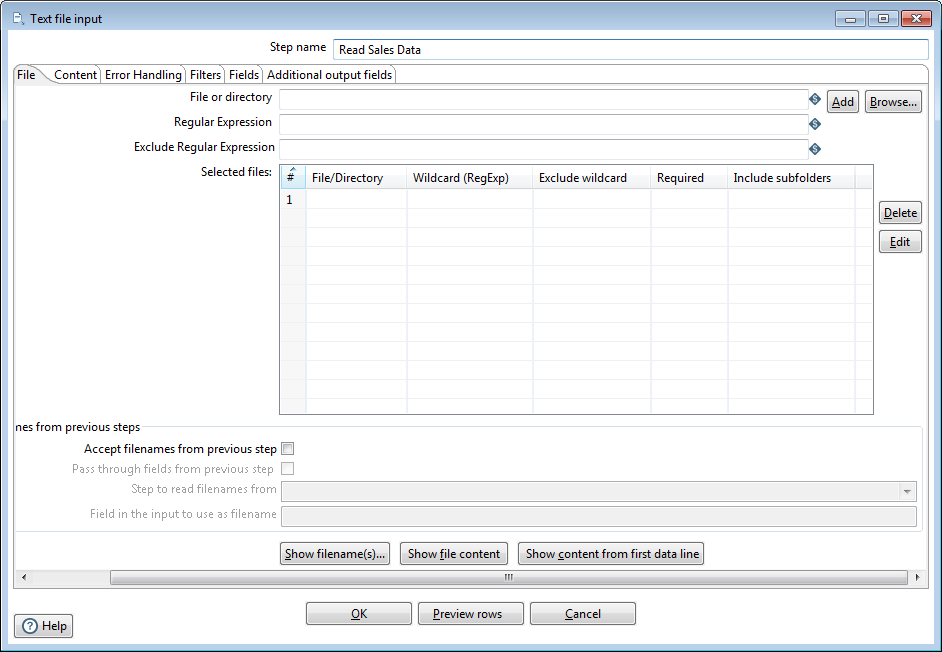 Text file input
Step name Read Sales Data
File Content Error Handling Filters Fields Additional output fields
File or directory Add Browse...
Regular Expression
Exclude Regular Expression
Selected files: # File/Directory Wildcard (RegExp) Exclude wildcard Required Include subfolders
1
Delete
Edit
nes from previous steps
Accept filenames from previous step
Pass through fields from previous step
Step to read filenames from
Field in the input to use as filename
Show filename(s)... Show file content Show content from first data line
OK Preview rows Cancel
Help